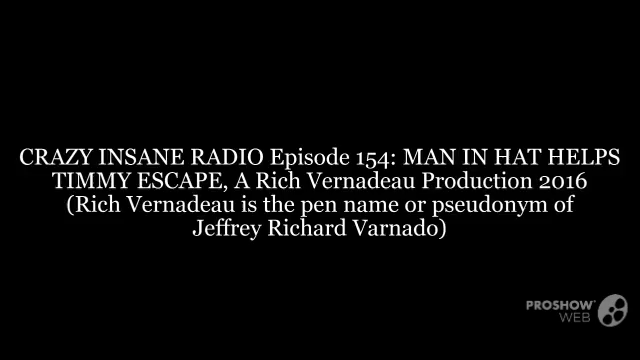 CRAZY INSANE RADIO Episode 154: MAN IN HAT HELPS
TIMMY ESCAPE, A Rich Vernadeau Production 2016
(Rich Vernadeau is the pen name or pseudonym of
Jeffrey Richard Varnado)
PROSHOW
WEB